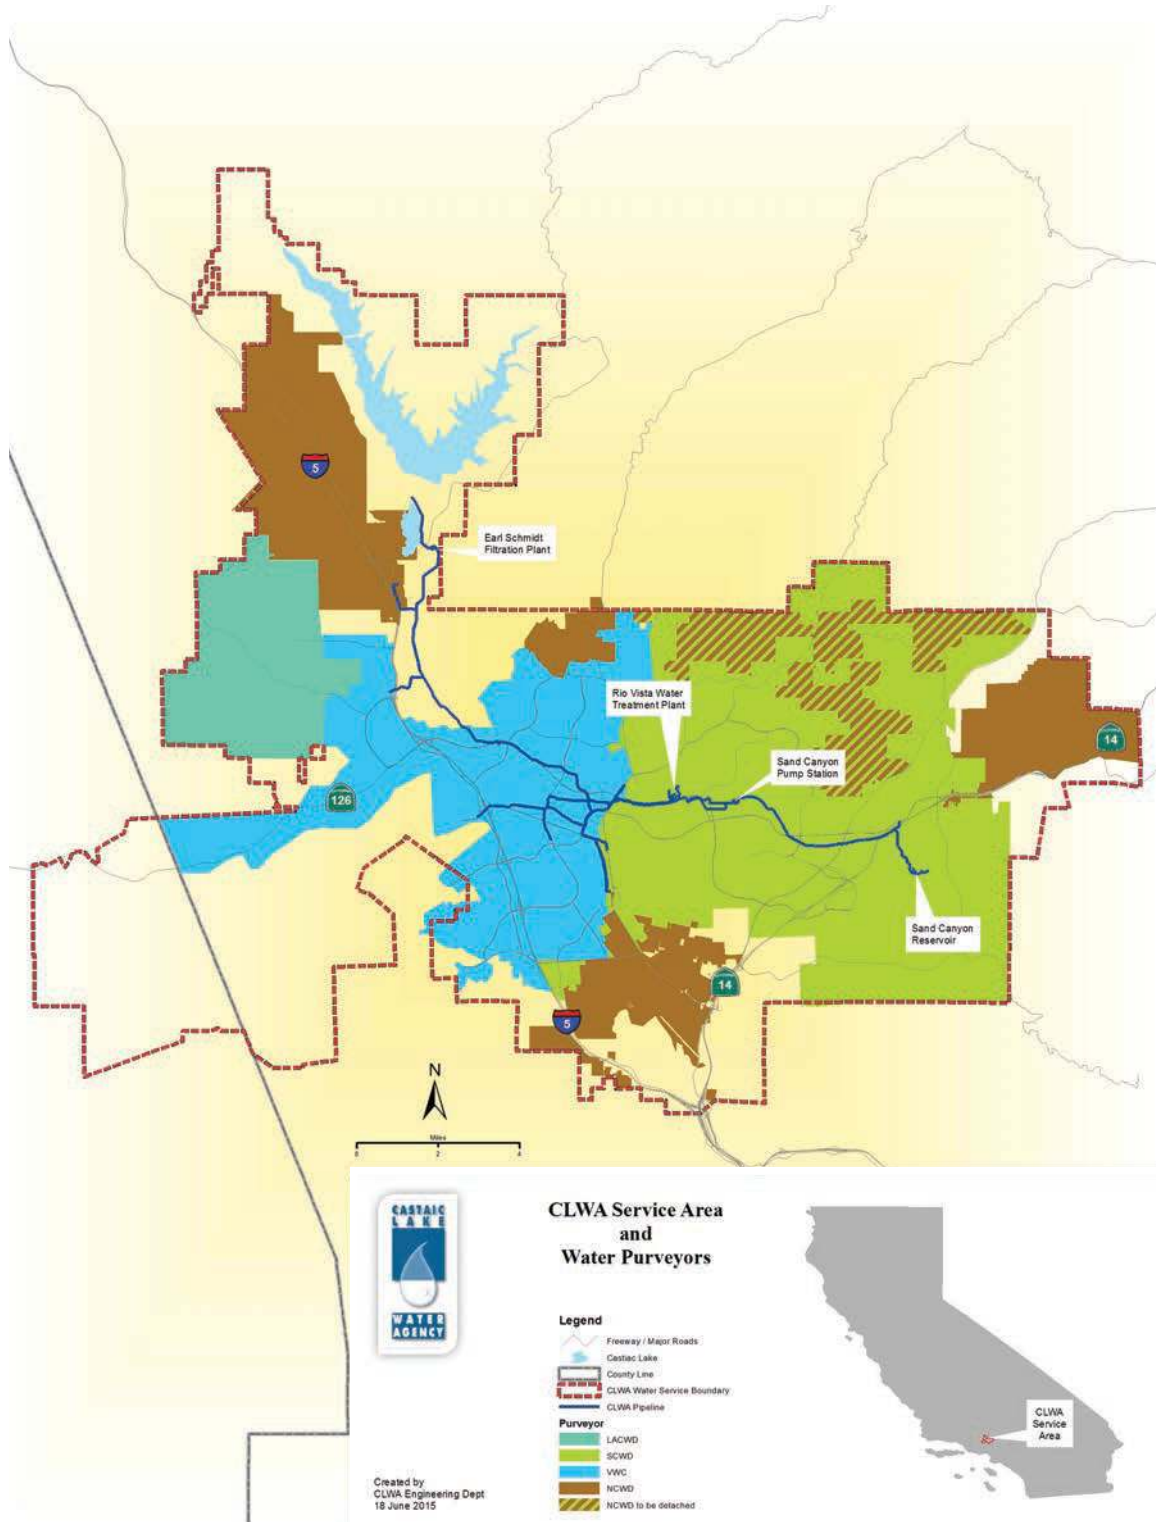 5
Earl Schmidt
Filtration Plant
Rio Vista Water
Treatment Plant
14
Sand Canyon
Pump Station
126
Sand Canyon
Reservoir
14
5
N
Miles
0 2 4
CASTAIC
LAKE
WATER
AGENCY
CLWA Service Area
and
Water Purveyors
Legend
Freeway / Major Roads
Castiac Lake
County Line
CLWA Water Service Boundary
CLWA Pipeline
Purveyor
LACWD
SCWD
VWC
NCWD
NCWD to be detached
CLWA
Service
Area
Created by
CLWA Engineering Dept
18 June 2015